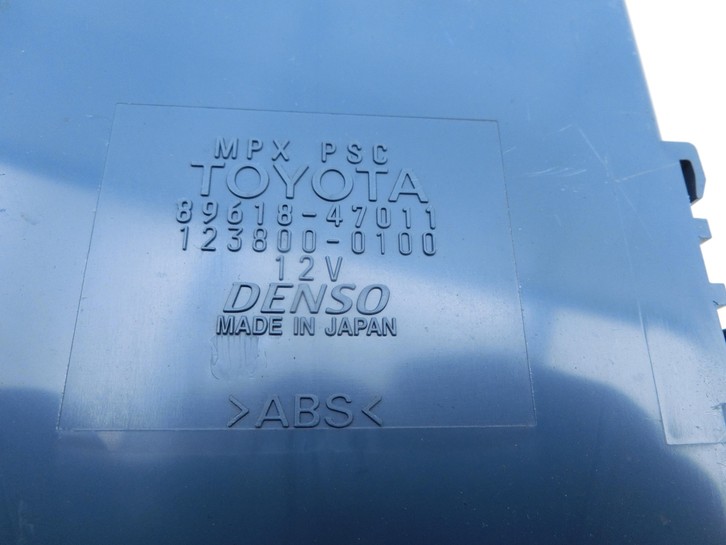 MPX PSC
TOYOTA
89618-47011
123800-0100
12V
DENSO
MADE IN JAPAN
>ABS<